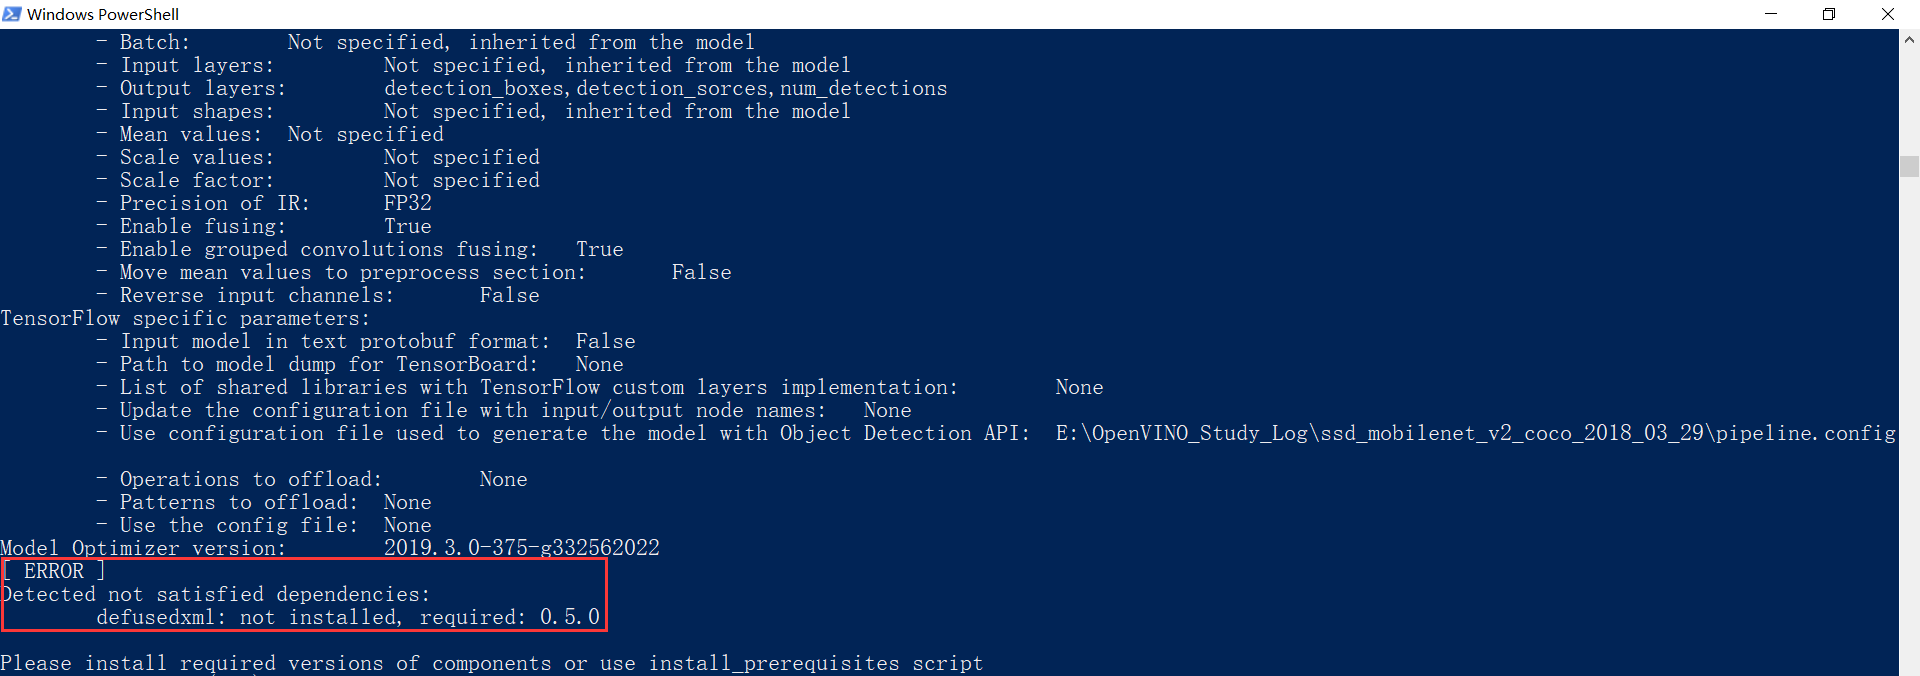 Windows PowerShell
- Batch: Not specified, inherited from the model
- Input layers: Not specified, inherited from the model
- Output layers: detection_boxes,detection_sorces,num_detections
- Input shapes: Not specified, inherited from the model
- Mean values: Not specified
- Scale values: Not specified
- Scale factor: Not specified
- Precision of IR: FP32
- Enable fusing: True
- Enable grouped convolutions fusing: True
- Move mean values to preprocess section: False
- Reverse input channels: False
TensorFlow specific parameters:
- Input model in text protobuf format: False
- Path to model dump for TensorBoard: None
- List of shared libraries with TensorFlow custom layers implementation: None
- Update the configuration file with input/output node names: None
- Use configuration file used to generate the model with Object Detection API: E:\OpenVINO_Study_Log\ssd_mobilenet_v2_coco_2018_03_29\pipeline.config
- Operations to offload: None
- Patterns to offload: None
- Use the config file: None
Model Optimizer version: 2019.3.0-375-g332562022
[ ERROR ]
Detected not satisfied dependencies:
defusedxml: not installed, required: 0.5.0
Please install required versions of components or use install_prerequisites script